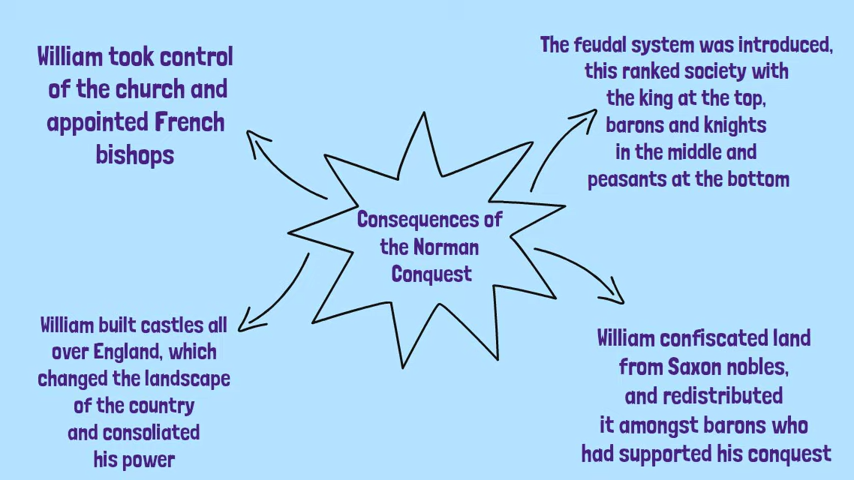 William took control
of the church and
appointed French
bishops
The feudal system was introduced,
this ranked society with
the king at the top,
barons and knights
in the middle and
peasants at the bottom
Consequences of
the Norman
Conquest
William built castles all
over England, which
changed the landscape
of the country
and consoliated
his power
William confiscated land
from Saxon nobles,
and redistributed
it amongst barons who
had supported his conquest